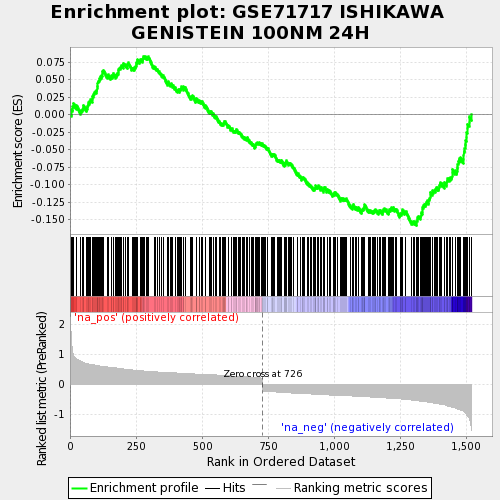 Enrichment plot: GSE71717 ISHIKAWA
GENISTEIN 100NM 24H
Enrichment score (ES)
0.075
0.050
0.025
0.000
-0.025
-0.050
-0.075
-0.100
-0.125
-0.150
Ranked list metric (PreRanked)
2
1
0
-1
'na_pos' (positively correlated)
Zero cross at 726
'na_neg' (negatively correlated)
0
250
500
750
1,000
1,250
1,500
Rank in Ordered Dataset
Enrichment profile
Hits
Ranking metric scores